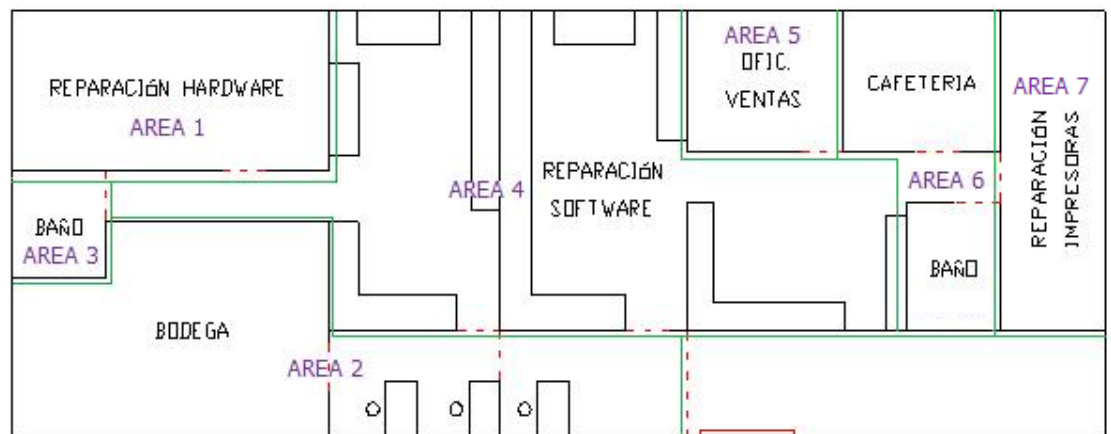 REPARACIóN HARDWARE
AREA 1
BAñO
AREA 3
BODEGA
AREA 2
AREA 4
REPARACIóN
SOFTWARE
AREA 5
OFIC.
VENTAS
CAFETERIA
AREA 6
BAñO
AREA 7
REPARACIóN
IMPRESORAS